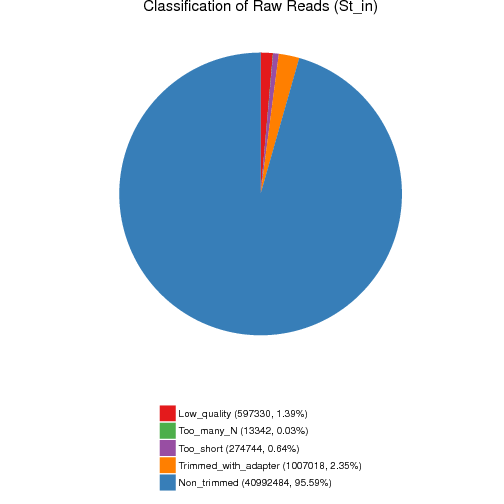 Classification of Raw Reads (St_in)
Low_quality (597330, 1.39%)
Too_many_N (13342, 0.03%)
Too_short (274744, 0.64%)
Trimmed_with_adapter (1007018, 2.35%)
Non_trimmed (40992484, 95.59%)